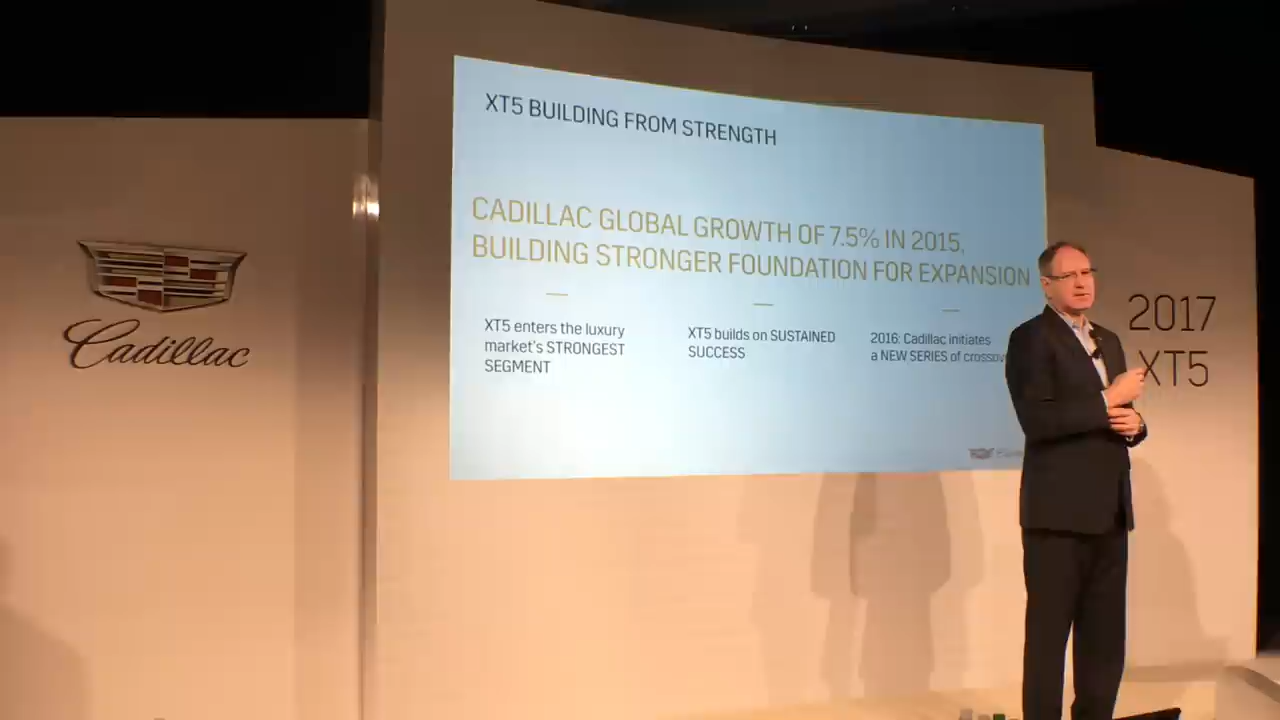 XT5 BUILDING FROM STRENGTH
CADILLAC GLOBAL GROWTH OF 7.5% IN 2015,
BUILDING STRONGER FOUNDATION FOR EXPANSION
XT5 enters the luxury
market's STRONGEST
SEGMENT
XT5 builds on SUSTAINED
SUCCESS
2016: Cadillac initiates
a NEW SERIES of
Cadillac
2017
XT5